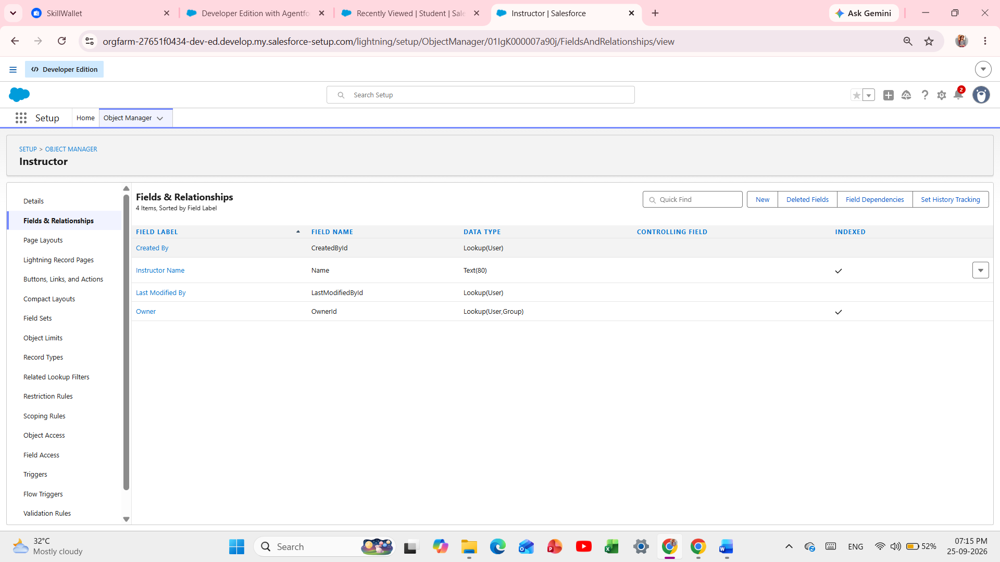 SkillWallet
Developer Edition with Agentfo
Recently Viewed | Student | Sale
Instructor | Salesforce
Ask Gemini
orgfarm-27651f0434-dev-ed.develop.my.salesforce-setup.com/lightning/setup/ObjectManager/01IgK000007a90j/FieldsAndRelationships/view
Developer Edition
Search Setup
2
Setup
Home
Object Manager
SETUP > OBJECT MANAGER
Instructor
Details
Fields & Relationships
Page Layouts
Lightning Record Pages
Buttons, Links, and Actions
Compact Layouts
Field Sets
Object Limits
Record Types
Related Lookup Filters
Restriction Rules
Scoping Rules
Object Access
Field Access
Triggers
Flow Triggers
Validation Rules
Fields & Relationships
4 Items, Sorted by Field Label
Quick Find
New
Deleted Fields
Field Dependencies
Set History Tracking
FIELD LABEL FIELD NAME DATA TYPE CONTROLLING FIELD INDEXED
Created By CreatedById Lookup(User)
Instructor Name Name Text(80)
Last Modified By LastModifiedById Lookup(User)
Owner OwnerId Lookup(User,Group)
32°C
Mostly cloudy
Search
ENG
52%
07:15 PM
25-09-2026